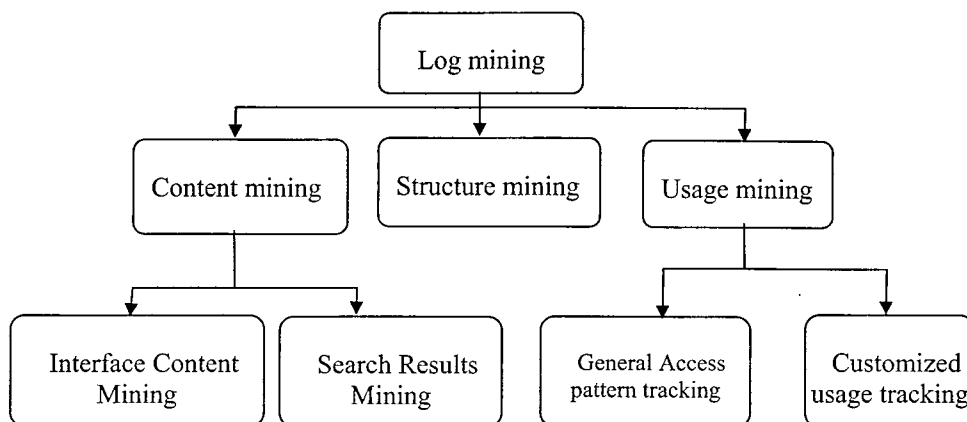 Log mining
Content mining
Structure mining
Usage mining
Interface Content
Mining
Search Results
Mining
General Access
pattern tracking
Customized
usage tracking